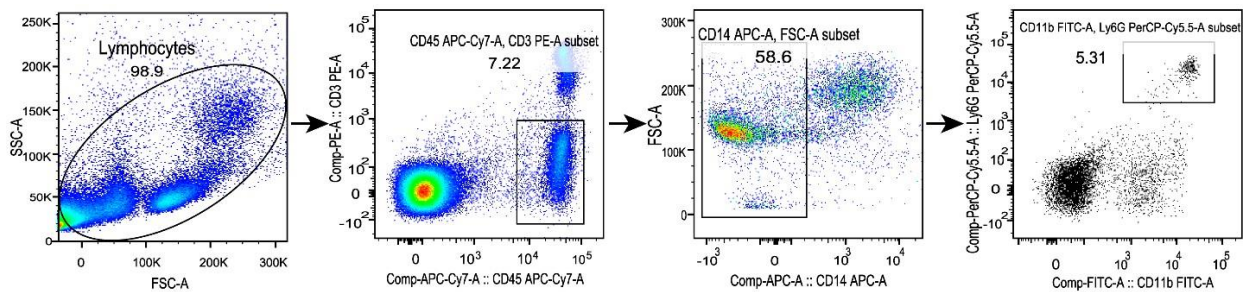 250K
200K
150K
100K
50K
0
SSC-A
Lymphocytes
98.9
0
100K
200K
300K
FSC-A
Comp-PE-A :: CD3 PE-A
10^5
10^4
10^3
10^2
0
-10^2
CD45 APC-Cy7-A, CD3 PE-A subset
7.22
0
10^3
10^4
10^5
Comp-APC-Cy7-A :: CD45 APC-Cy7-A
FSC-A
300K
250K
200K
100K
0
CD14 APC-A, FSC-A subset
58.6
-10^3
0
10^3
10^4
Comp-APC-A :: CD14 APC-A
Comp-PerCP-Cy5.5-A :: Ly6G PerCP-Cy5.5-A
10^5
10^4
10^3
10^2
0
-10^2
CD11b FITC-A, Ly6G PerCP-Cy5.5-A subset
5.31
0
10^3
10^4
10^5
Comp-FITC-A :: CD11b FITC-A